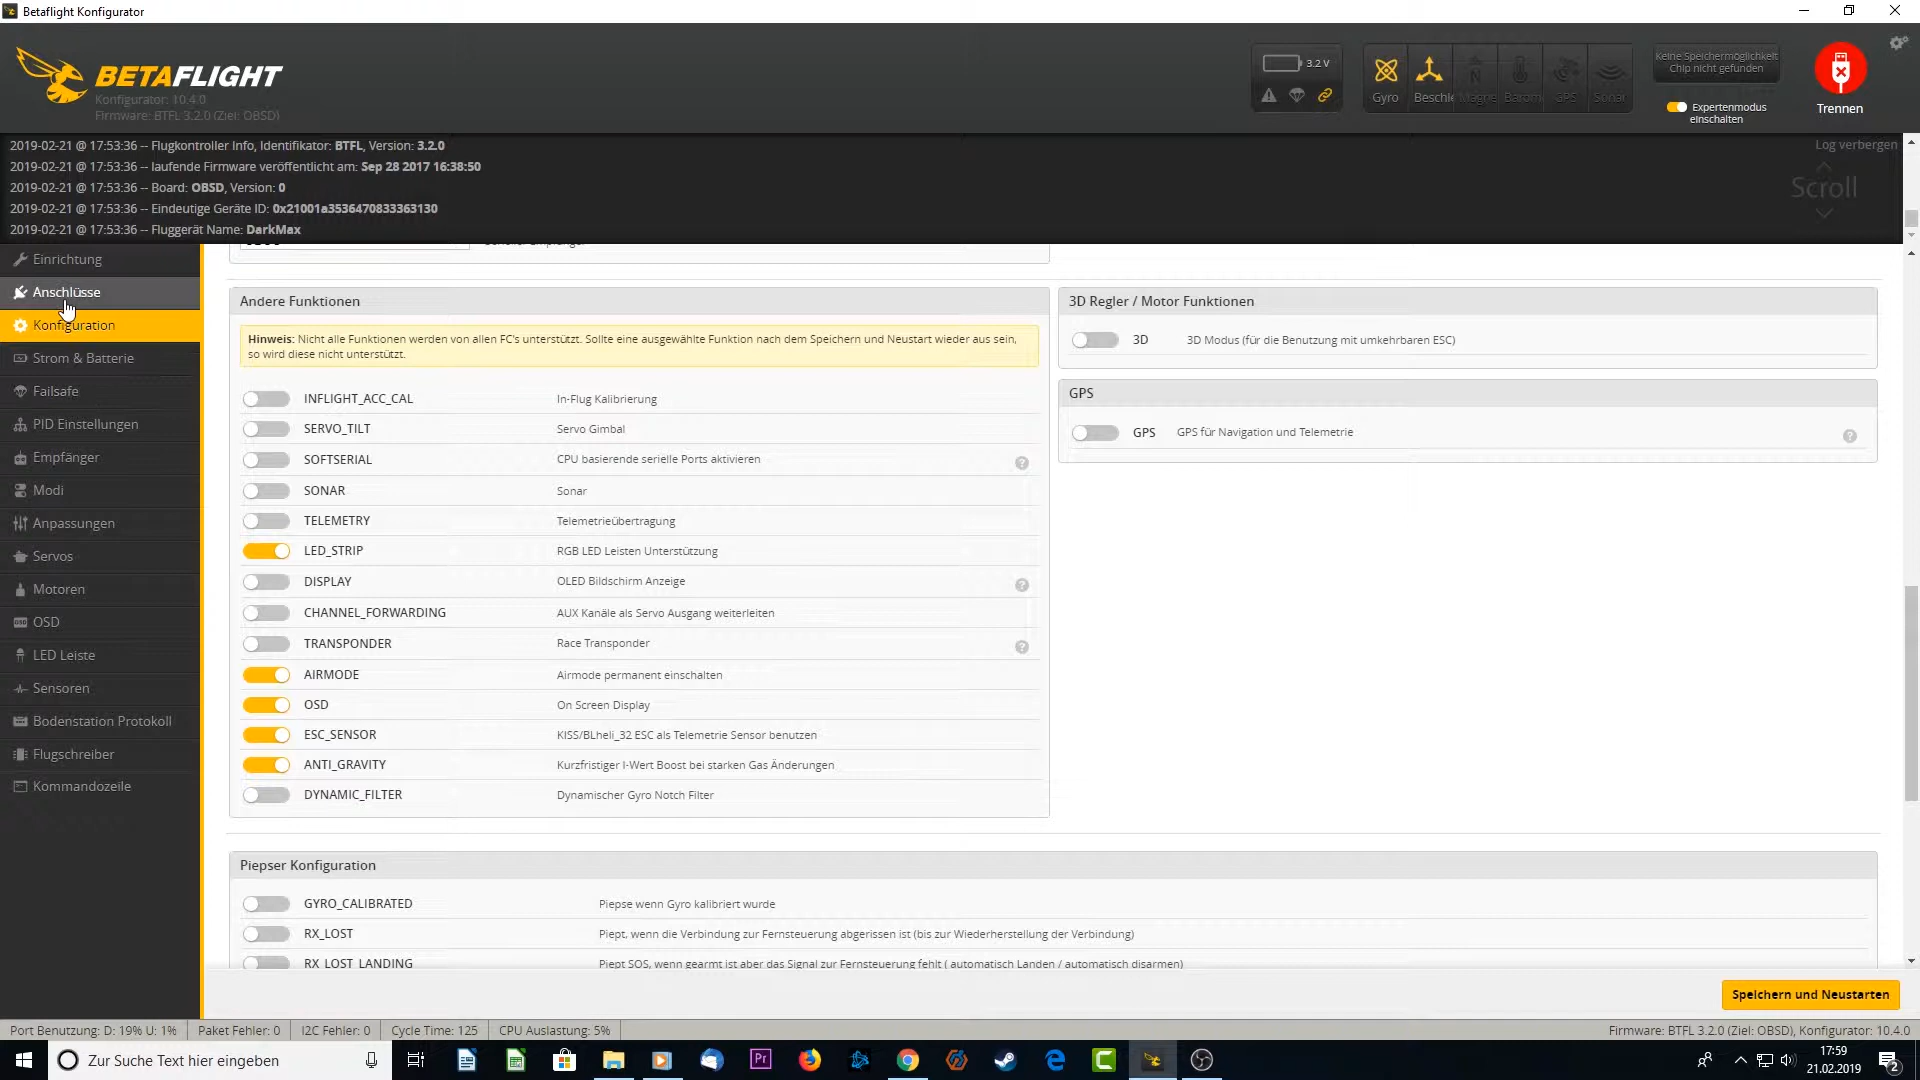 Betaflight Konfigurator
BETAFLIGHT
Konfigurator: 10.4.0
Firmware: BTFL 3.2.0 (Ziel: OBSD)
3.2 V
Gyro
Beschle
Magne
Barom
GPS
Sonar
Keine Speichermöglichkeit
Chip nicht gefunden
Expertenmodus
einschalten
Trennen
2019-02-21 @ 17:53:36 -- Flugkontroller Info, Identifikator: BTFL, Version: 3.2.0
2019-02-21 @ 17:53:36 -- laufende Firmware veröffentlicht am: Sep 28 2017 16:38:50
2019-02-21 @ 17:53:36 -- Board: OBSD, Version: 0
2019-02-21 @ 17:53:36 -- Eindeutige Geräte ID: 0x21001a3536470833363130
2019-02-21 @ 17:53:36 -- Fluggerät Name: DarkMax
Log verbergen
Scroll
Einrichtung
Anschlüsse
Konfiguration
Strom & Batterie
Failsafe
PID Einstellungen
Empfänger
Modi
Anpassungen
Servos
Motoren
OSD
LED Leiste
Sensoren
Bodenstation Protokoll
Flugschreiber
Kommandozeile
Andere Funktionen
Hinweis: Nicht alle Funktionen werden von allen FC's unterstützt. Sollte eine ausgewählte Funktion nach dem Speichern und Neustart wieder aus sein,
so wird diese nicht unterstützt.
INFLIGHT_ACC_CAL In-Flug Kalibrierung
SERVO_TILT Servo Gimbal
SOFTSERIAL CPU basierende serielle Ports aktivieren
SONAR Sonar
TELEMETRY Telemetrieübertragung
LED_STRIP RGB LED Leisten Unterstützung
DISPLAY OLED Bildschirm Anzeige
CHANNEL_FORWARDING AUX Kanäle als Servo Ausgang weiterleiten
TRANSPONDER Race Transponder
AIRMODE Airmode permanent einschalten
OSD On Screen Display
ESC_SENSOR KISS/BLheli_32 ESC als Telemetrie Sensor benutzen
ANTI_GRAVITY Kurzfristiger I-Wert Boost bei starken Gas Änderungen
DYNAMIC_FILTER Dynamischer Gyro Notch Filter
3D Regler / Motor Funktionen
3D 3D Modus (für die Benutzung mit umkehrbaren ESC)
GPS
GPS GPS für Navigation und Telemetrie
Piepser Konfiguration
GYRO_CALIBRATED Piepse wenn Gyro kalibriert wurde
RX_LOST Piept, wenn die Verbindung zur Fernsteuerung abgerissen ist (bis zur Wiederherstellung der Verbindung)
RX_LOST_LANDING Piept SOS, wenn gearmt ist aber das Signal zur Fernsteuerung fehlt ( automatisch Landen / automatisch disarmen)
Speichern und Neustarten
Port Benutzung: D: 19% U: 1% Paket Fehler: 0 I2C Fehler: 0 Cycle Time: 125 CPU Auslastung: 5% Firmware: BTFL 3.2.0 (Ziel: OBSD), Konfigurator: 10.4.0
Zur Suche Text hier eingeben
17:59
21.02.2019
2